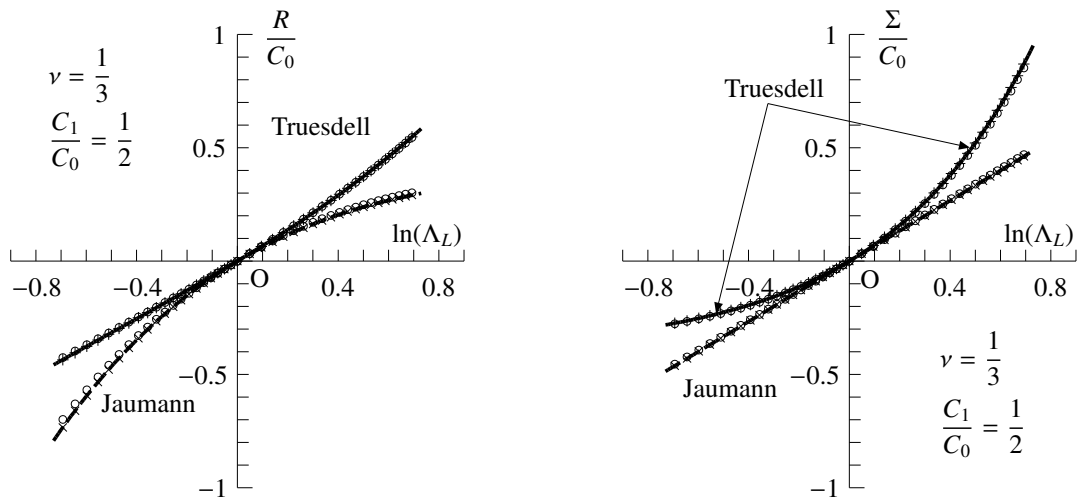 1
R
C0
ν = 1
3
C1
C0
= 1
2
Truesdell
0.5
ln(ΛL)
−0.8
−0.4
O
0.4
0.8
−0.5
Jaumann
−1
1
Σ
C0
Truesdell
0.5
ln(ΛL)
−0.8
−0.4
O
0.4
0.8
−0.5
Jaumann
ν = 1
3
C1
C0
= 1
2
−1